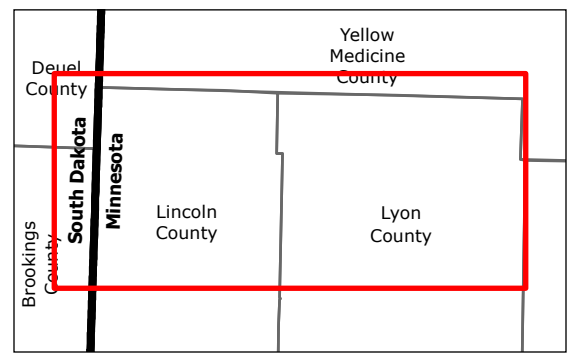 Yellow
Medicine
County
Deuel
County
South Dakota
Minnesota
Lincoln
County
Lyon
County
Brookings
County